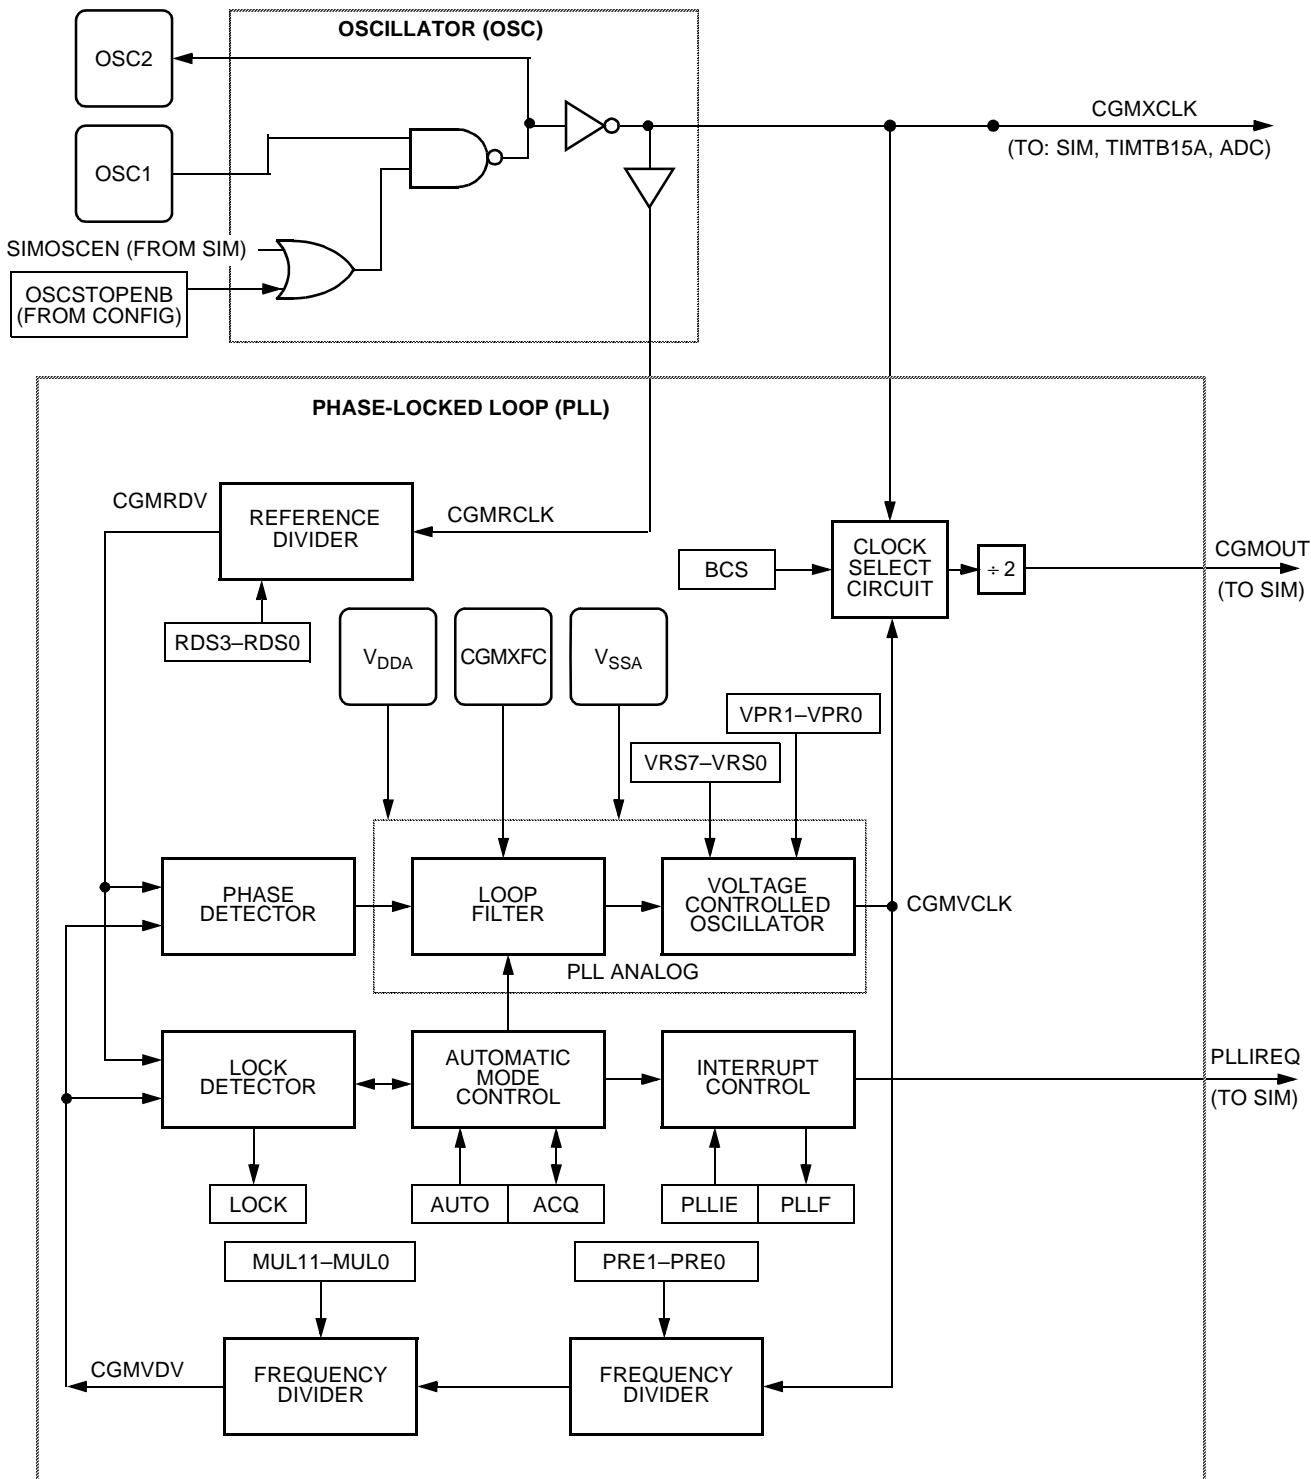 OSCILLATOR (OSC)
OSC2
OSC1
CGMXCLK
(TO: SIM, TIMTB15A, ADC)
SIMOSCEN (FROM SIM)
OSCSTOPENB
(FROM CONFIG)
PHASE-LOCKED LOOP (PLL)
CGMRDV
REFERENCE
DIVIDER
CGMRCLK
RDS3–RDS0
BCS
CLOCK
SELECT
CIRCUIT
÷ 2
CGMOUT
(TO SIM)
VDDA
CGMXFC
VSSA
VPR1–VPR0
VRS7–VRS0
PHASE
DETECTOR
LOOP
FILTER
VOLTAGE
CONTROLLED
OSCILLATOR
CGMVCLK
PLL ANALOG
LOCK
DETECTOR
AUTOMATIC
MODE
CONTROL
INTERRUPT
CONTROL
PLLIREQ
(TO SIM)
LOCK
AUTO
ACQ
PLLIE
PLLF
MUL11–MUL0
PRE1–PRE0
CGMVDV
FREQUENCY
DIVIDER
FREQUENCY
DIVIDER